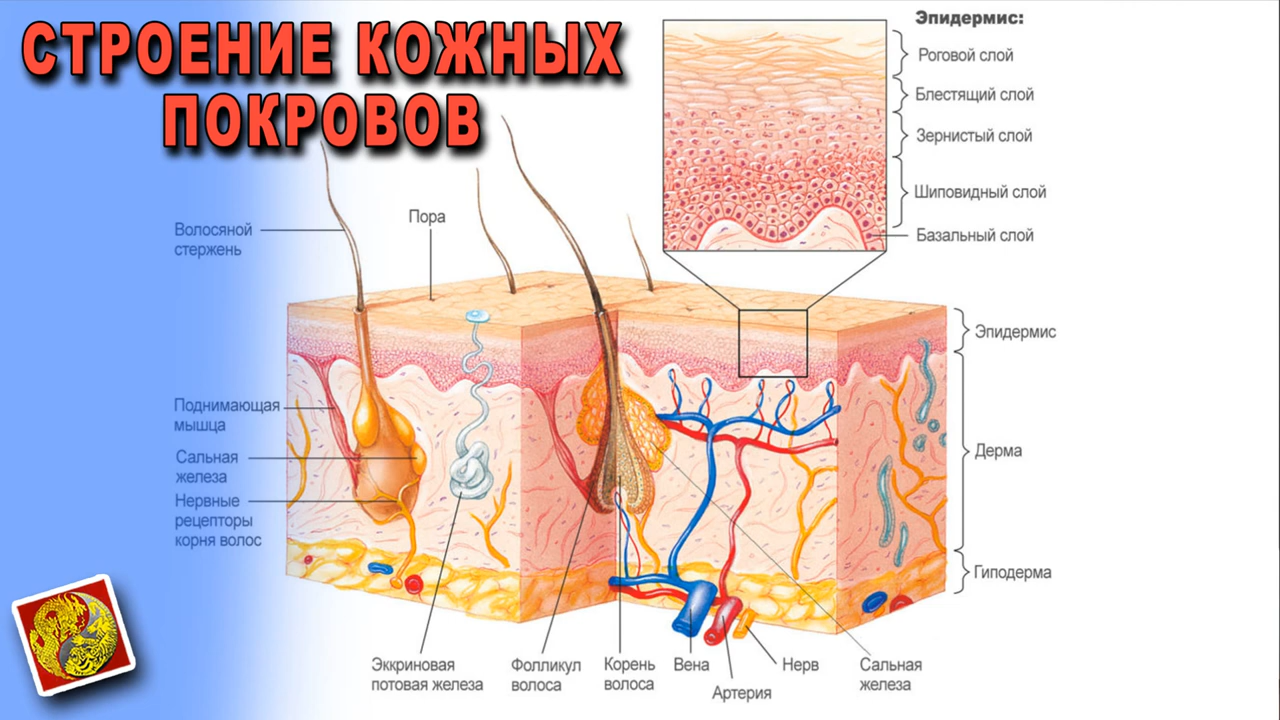 СТРОЕНИЕ КОЖНЫХ
ПОКРОВОВ
Эпидермис:
Роговой слой
Блестящий слой
Зернистый слой
Шиповидный слой
Базальный слой
Волосяной
стержень
Пора
Эпидермис
Поднимающая
мышца
Дерма
Сальная
железа
Нервные
рецепторы
корня волос
Гиподерма
Эккриновая
потовая железа
Фолликул
волоса
Корень
волоса
Вена
Артерия
Нерв
Сальная
железа